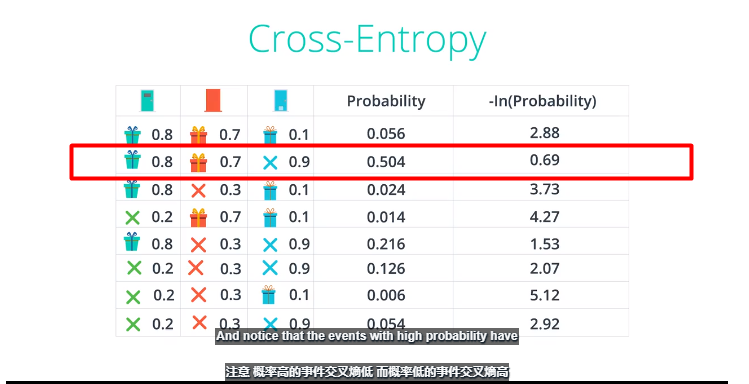 Cross-Entropy
Probability -ln(Probability)
0.8 0.7 0.1 0.056 2.88
0.8 0.7 0.9 0.504 0.69
0.8 0.3 0.1 0.024 3.73
0.2 0.7 0.1 0.014 4.27
0.8 0.3 0.9 0.216 1.53
0.2 0.3 0.9 0.126 2.07
0.2 0.3 0.1 0.006 5.12
0.2 0.3 0.9 0.054 2.92
And notice that the events with high probability have
注意 概率高的事件交叉熵低 而概率低的事件交叉熵高